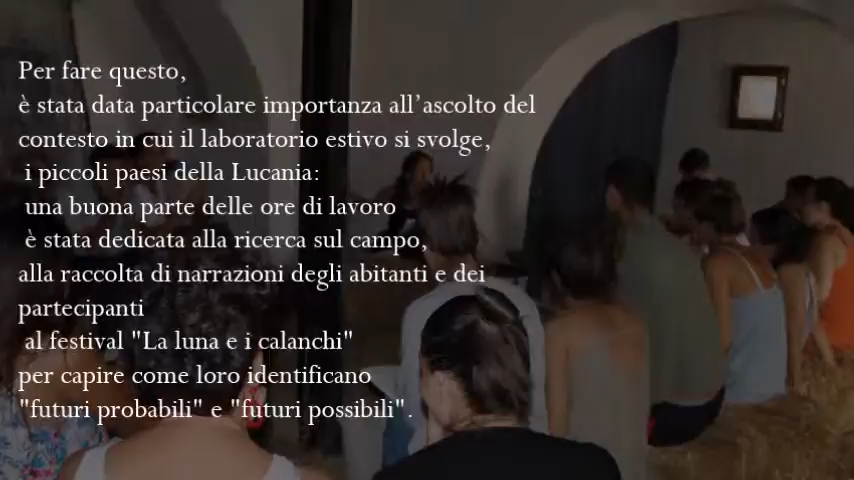 Per fare questo,
è stata data particolare importanza all'ascolto del
contesto in cui il laboratorio estivo si svolge,
i piccoli paesi della Lucania:
una buona parte delle ore di lavoro
è stata dedicata alla ricerca sul campo,
alla raccolta di narrazioni degli abitanti e dei
partecipanti
al festival "La luna e i calanchi"
per capire come loro identificano
"futuri probabili" e "futuri possibili".